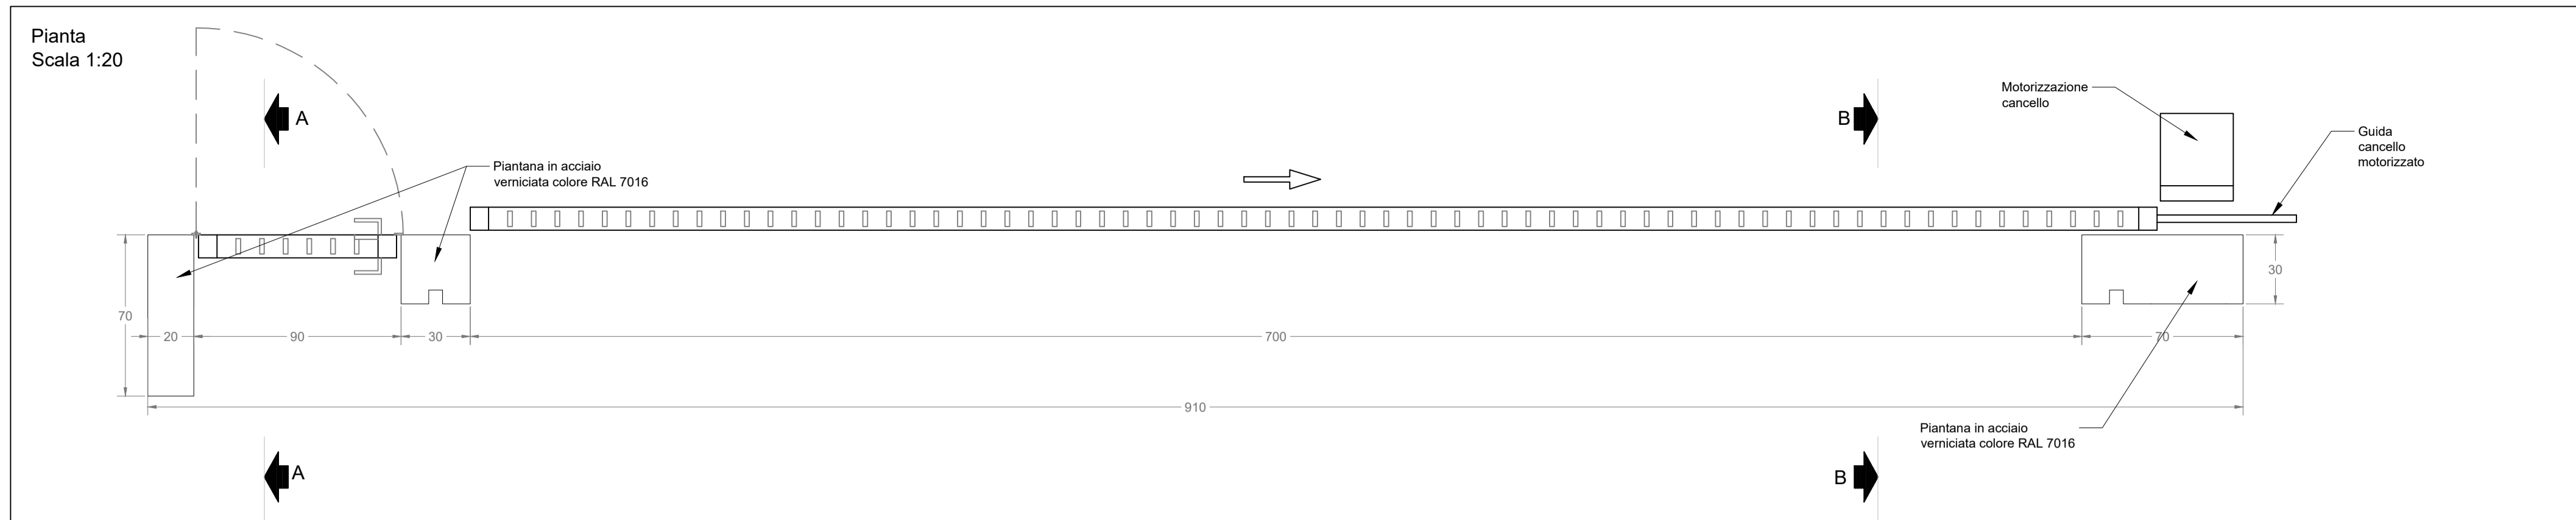 Pianta
Scala 1:20
A
B
Motorizzazione
cancello
Guida
cancello
motorizzato
Piantana in acciaio
verniciata colore RAL 7016
30
70
20
90
30
700
70
910
Piantana in acciaio
verniciata colore RAL 7016
A
B